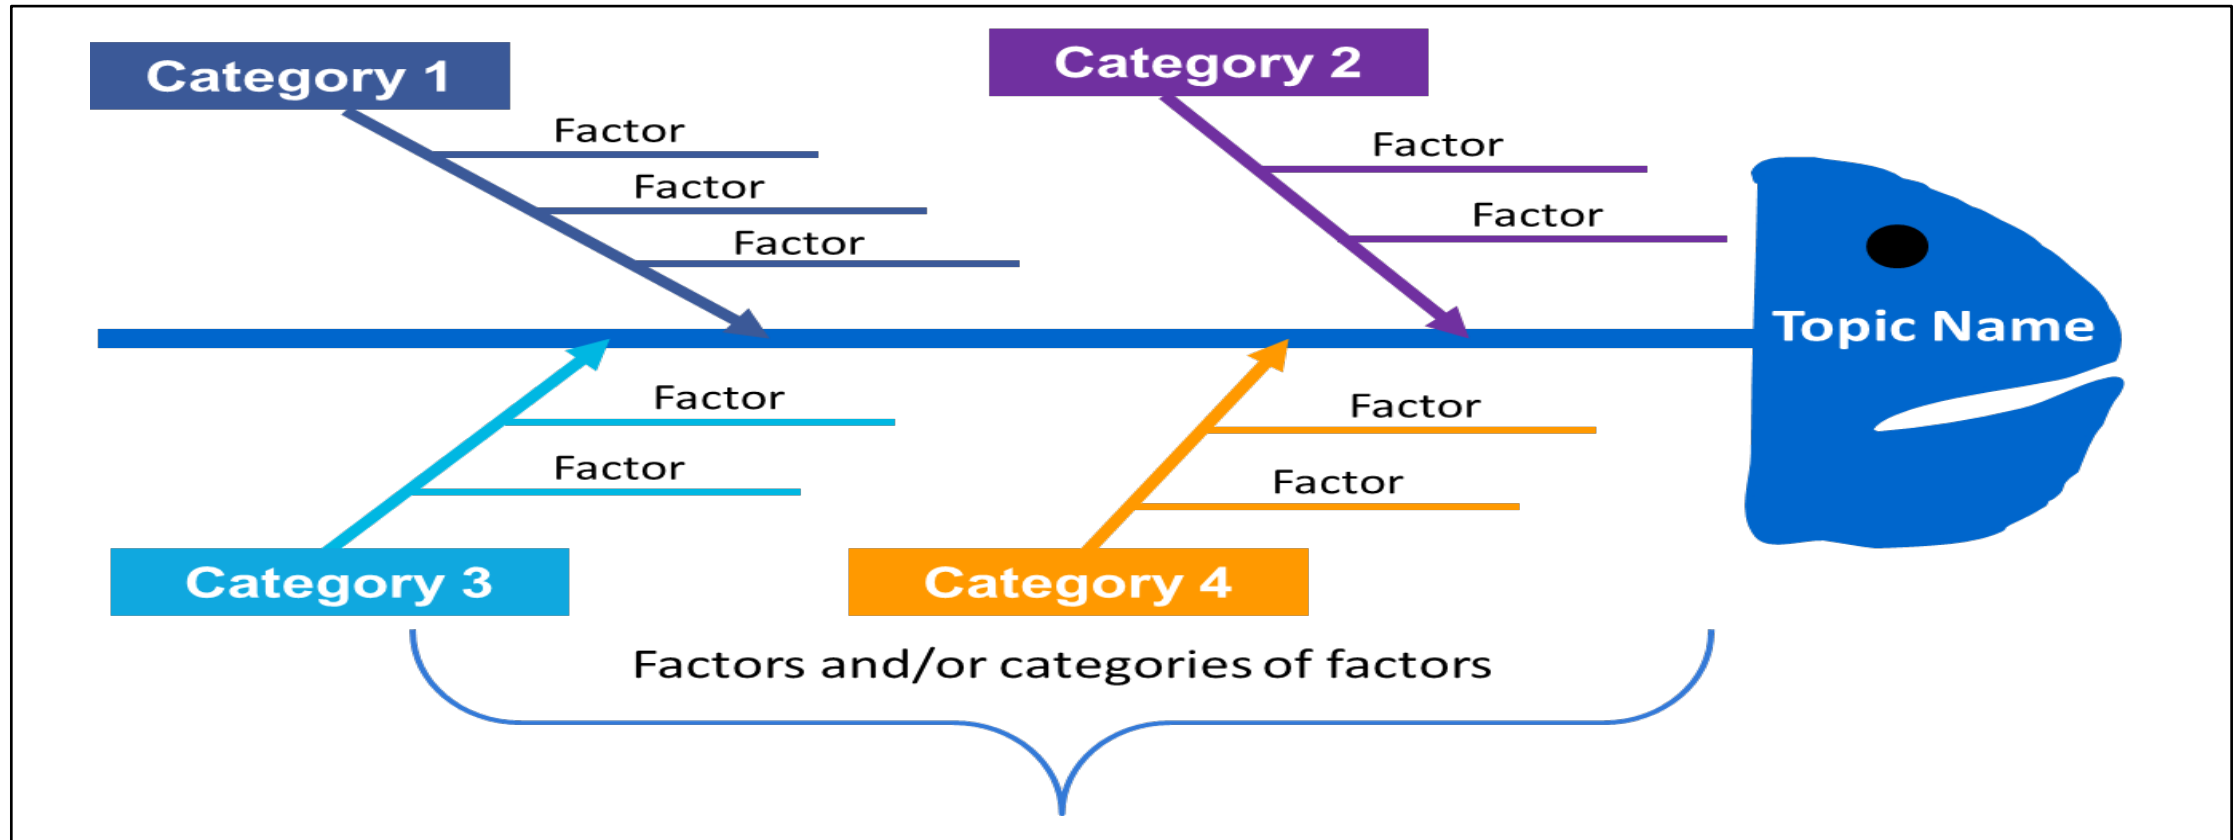 Category 1
Factor
Factor
Factor
Category 2
Factor
Factor
Topic Name
Factor
Factor
Category 3
Factor
Factor
Category 4
Factors and/or categories of factors